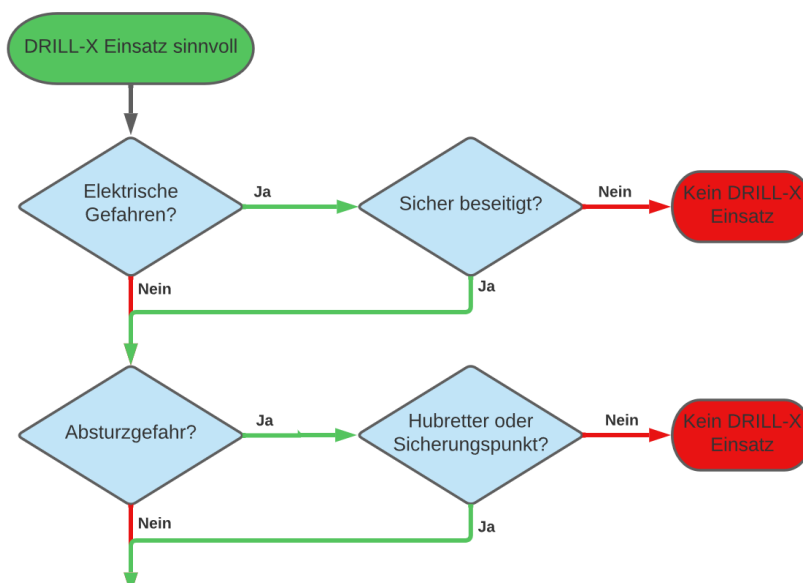 DRILL-X Einsatz sinnvoll
Elektrische
Gefahren?
Ja
Sicher beseitigt?
Nein
Kein DRILL-X
Einsatz
Nein
Ja
Absturzgefahr?
Ja
Hubretter oder
Sicherungspunkt?
Nein
Kein DRILL-X
Einsatz
Nein
Ja